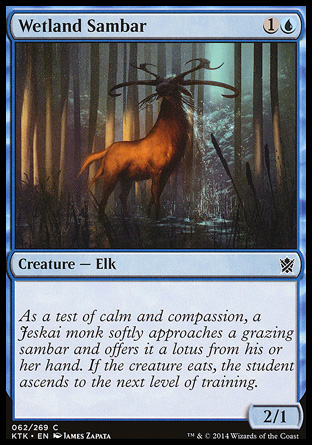 Wetland Sambar 1
Creature — Elk
As a test of calm and compassion, a
Jeskai monk softly approaches a grazing
sambar and offers it a lotus from his or
her hand. If the creature eats, the student
ascends to the next level of training.
062/269 C
KTK • EN JAMES ZAPATA
™ & © 2014 Wizards of the Coast
2/1